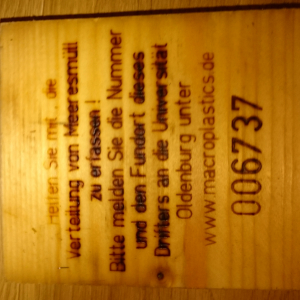 Helfen Sie mit, die
Verteilung von Meeresmüll
zu erfassen!
Bitte melden Sie die Nummer
und den Fundort dieses
Drifters an die Universität
Oldenburg unter
www.macroplastics.de
006737